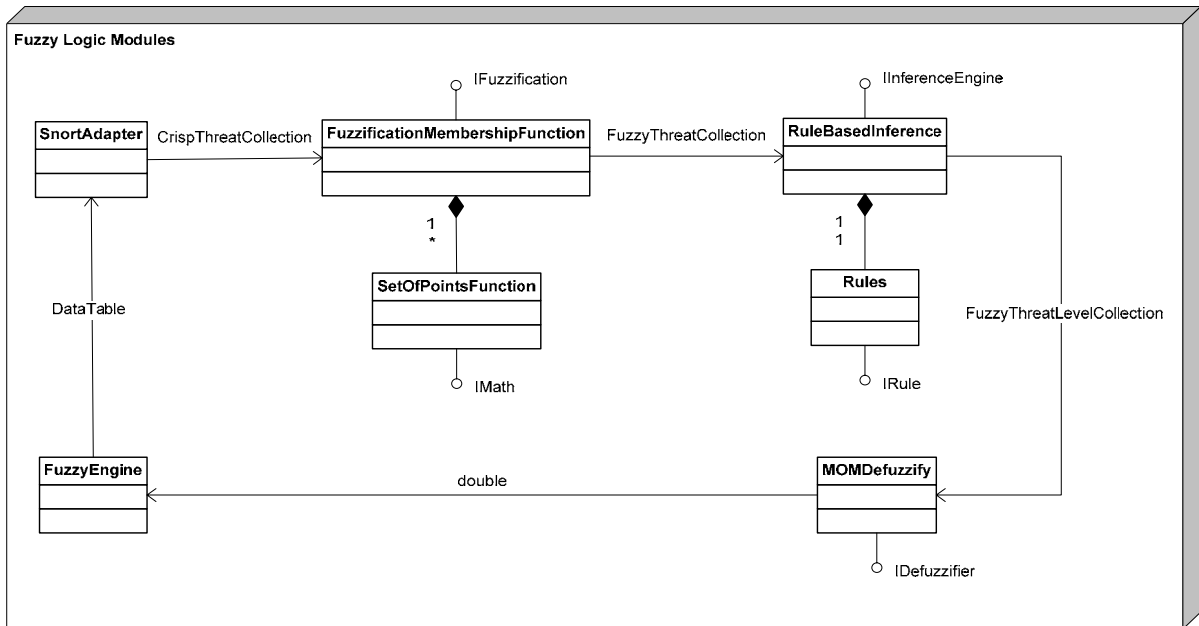 Fuzzy Logic Modules
IFuzzification
IInferenceEngine
SnortAdapter
CrispThreatCollection
FuzzificationMembershipFunction
FuzzyThreatCollection
RuleBasedInference
1
*
1
1
SetOfPointsFunction
Rules
DataTable
FuzzyThreatLevelCollection
IMath
IRule
FuzzyEngine
double
MOMDefuzzify
IDefuzzifier